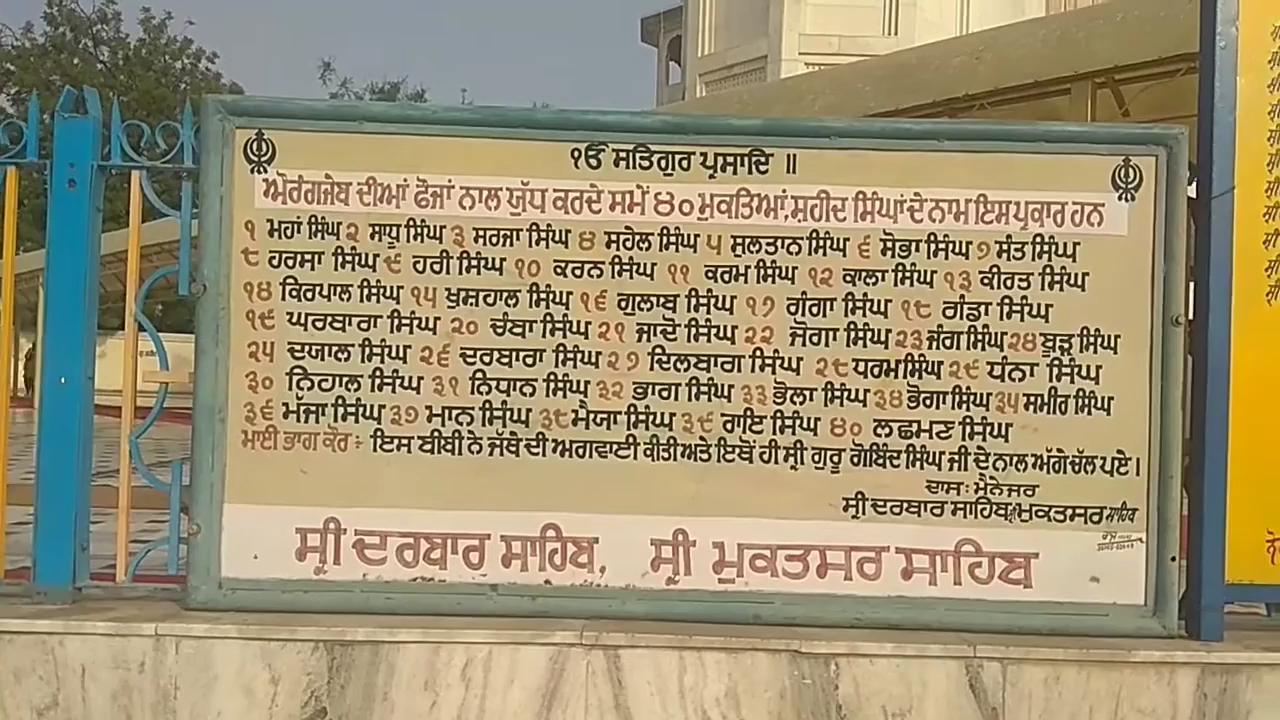 ੧ੳ ਸਤਿਗੁਰ ਪ੍ਰਸਾਦਿ ॥
ਔਰੰਗਜੇਬ ਦੀਆਂ ਫੌਜਾਂ ਨਾਲ ਯੁੱਧ ਕਰਦੇ ਸਮੇਂ ੪੦ ਮੁਕਤਿਆਂ,ਸ਼ਹੀਦ ਸਿੰਘਾਂ ਦੇ ਨਾਮ ਇਸ ਪ੍ਰਕਾਰ ਹਨ
੧ ਮਹਾਂ ਸਿੰਘ ੨ ਸਾਧੂ ਸਿੰਘ ੩ ਸਰਜਾ ਸਿੰਘ ੪ ਸਹੇਲ ਸਿੰਘ ੫ ਸੁਲਤਾਨ ਸਿੰਘ ੬ ਸੋਭਾ ਸਿੰਘ ੭ ਸੰਤ ਸਿੰਘ
੮ ਹਰਸਾ ਸਿੰਘ ੯ ਹਰੀ ਸਿੰਘ ੧੦ ਕਰਨ ਸਿੰਘ ੧੧ ਕਰਮ ਸਿੰਘ ੧੨ ਕਾਲਾ ਸਿੰਘ ੧੩ ਕੀਰਤ ਸਿੰਘ
੧੪ ਕਿਰਪਾਲ ਸਿੰਘ ੧੫ ਖੁਸ਼ਹਾਲ ਸਿੰਘ ੧੬ ਗੁਲਾਬ ਸਿੰਘ ੧੭ ਗੰਗਾ ਸਿੰਘ ੧੮ ਗੰਡਾ ਸਿੰਘ
੧੯ ਘਰਬਾਰਾ ਸਿੰਘ ੨੦ ਚੰਬਾ ਸਿੰਘ ੨੧ ਜਾਦੋ ਸਿੰਘ ੨੨ ਜੋਗਾ ਸਿੰਘ ੨੩ ਜੰਗ ਸਿੰਘ ੨੪ ਬੂੜ ਸਿੰਘ
੨੫ ਦਯਾਲ ਸਿੰਘ ੨੬ ਦਰਬਾਰਾ ਸਿੰਘ ੨੭ ਦਿਲਬਾਗ ਸਿੰਘ ੨੮ ਧਰਮ ਸਿੰਘ ੨੯ ਧੰਨਾ ਸਿੰਘ
੩੦ ਨਿਹਾਲ ਸਿੰਘ ੩੧ ਨਿਧਾਨ ਸਿੰਘ ੩੨ ਭਾਗ ਸਿੰਘ ੩੩ ਭੋਲਾ ਸਿੰਘ ੩੪ ਭੋਗਾ ਸਿੰਘ ੩੫ ਸਮੀਰ ਸਿੰਘ
੩੬ ਮੱਜਾ ਸਿੰਘ ੩੭ ਮਾਨ ਸਿੰਘ ੩੮ ਮੇਯਾ ਸਿੰਘ ੩੯ ਰਾਇ ਸਿੰਘ ੪੦ ਲਛਮਣ ਸਿੰਘ
ਮਾਈ ਭਾਗ ਕੌਰ : ਇਸ ਬੀਬੀ ਨੇ ਜੱਥੇ ਦੀ ਅਗਵਾਈ ਕੀਤੀ ਅਤੇ ਇਥੋਂ ਹੀ ਸ੍ਰੀ ਗੁਰੂ ਗੋਬਿੰਦ ਸਿੰਘ ਜੀ ਦੇ ਨਾਲ ਅੱਗੇ ਚੱਲ ਪਏ।
ਦਾਸ : ਮੈਨੇਜਰ
ਸ੍ਰੀ ਦਰਬਾਰ ਸਾਹਿਬ, ਸ੍ਰੀ ਮੁਕਤਸਰ ਸਾਹਿਬ
ਸ੍ਰੀ ਦਰਬਾਰ ਸਾਹਿਬ, ਸ੍ਰੀ ਮੁਕਤਸਰ ਸਾਹਿਬ